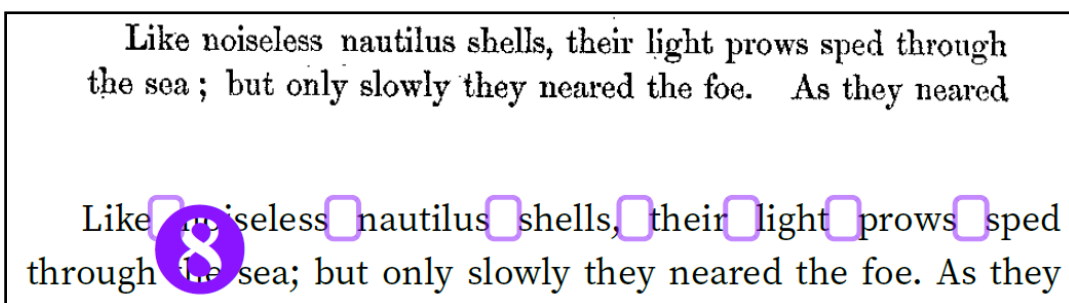 Like noiseless nautilus shells, their light prows sped through
the sea ; but only slowly they neared the foe. As they neared
Like noiseless nautilus shells, their light prows sped
8
through the sea; but only slowly they neared the foe. As they